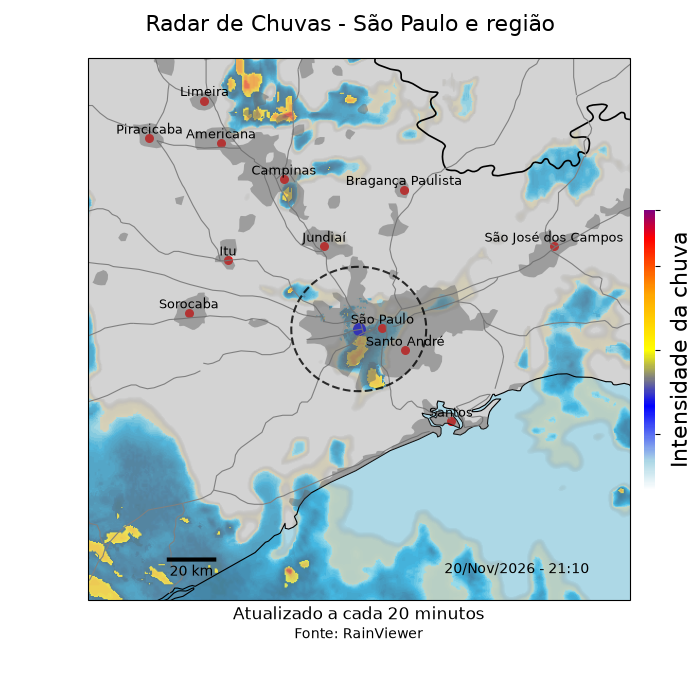 Radar de Chuvas - São Paulo e região
Limeira
Piracicaba
Americana
Campinas
Bragança Paulista
Jundiaí
São José dos Campos
Itu
Sorocaba
São Paulo
Santo André
Santos
Intensidade da chuva
20 km
20/Nov/2026 - 21:10
Atualizado a cada 20 minutos
Fonte: RainViewer